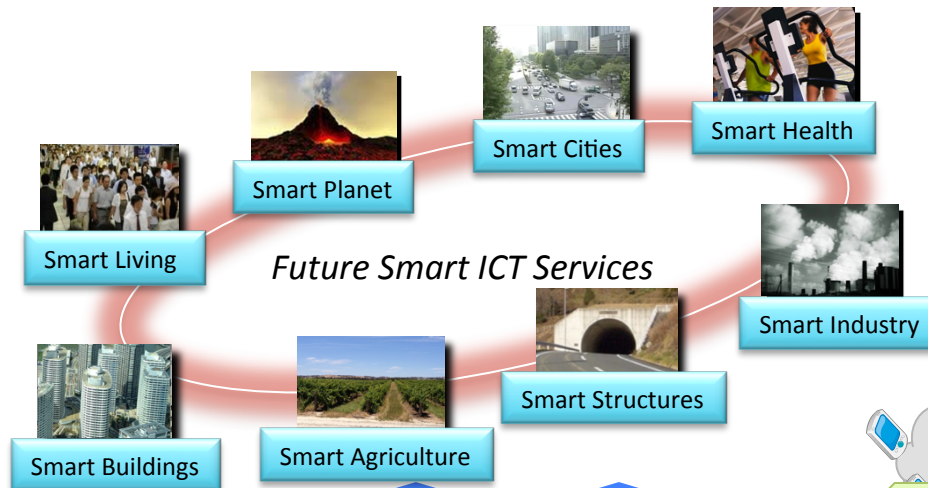 Smart Health
Smart Cities
Smart Planet
Smart Living
Future Smart ICT Services
Smart Industry
Smart Structures
Smart Agriculture
Smart Buildings